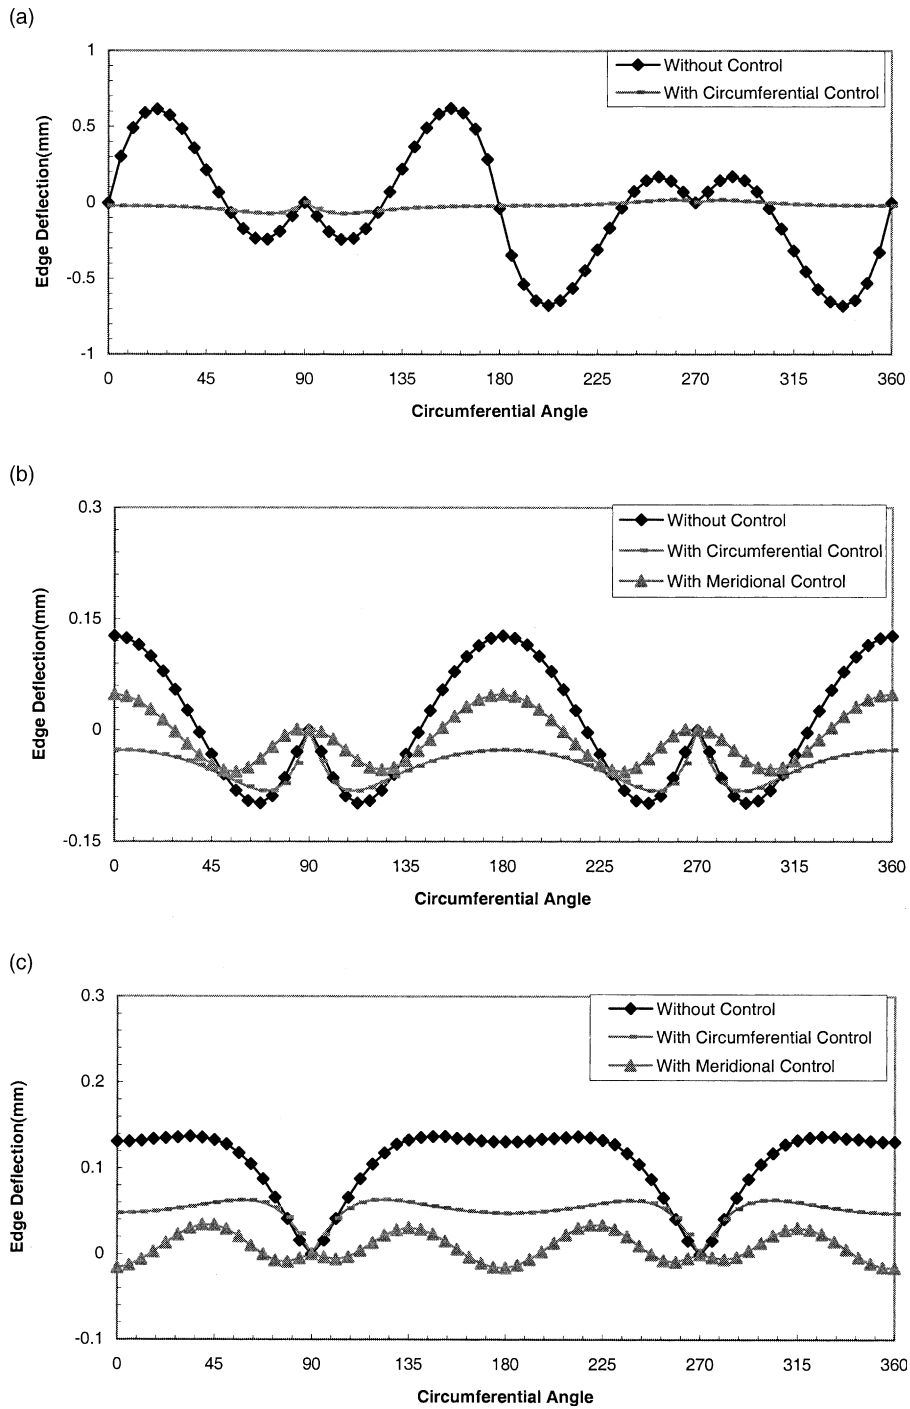 (a)
1
0.5
0
-0.5
-1
Edge Deflection(mm)
Without Control
With Circumferential Control
0 45 90 135 180 225 270 315 360
Circumferential Angle
(b)
0.3
0.15
0
-0.15
Edge Deflection(mm)
Without Control
With Circumferential Control
With Meridional Control
0 45 90 135 180 225 270 315 360
Circumferential Angle
(c)
0.3
0.2
0.1
0
-0.1
Edge Deflection(mm)
Without Control
With Circumferential Control
With Meridional Control
0 45 90 135 180 225 270 315 360
Circumferential Angle